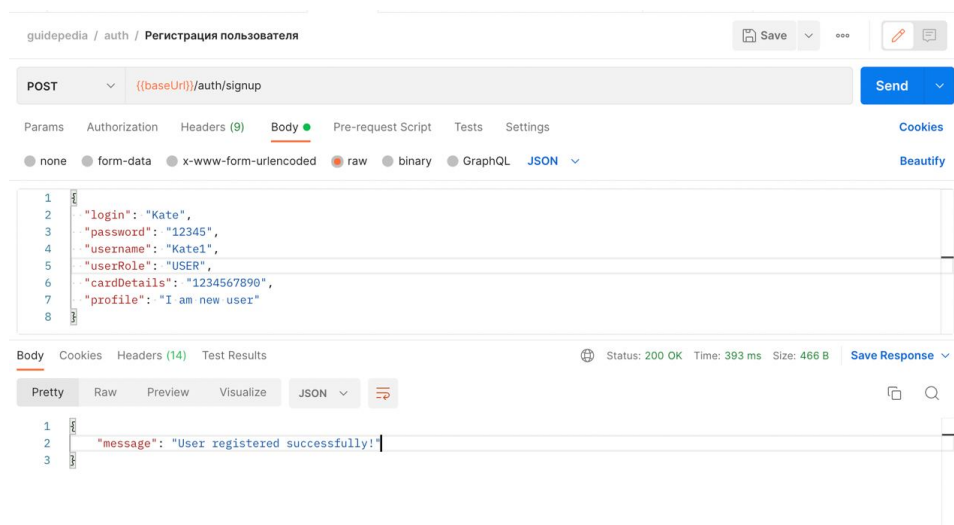 guidepedia / auth / Регистрация пользователя
Save
POST
{{baseUrl}}/auth/signup
Send
Params Authorization Headers (9) Body Pre-request Script Tests Settings Cookies
none form-data x-www-form-urlencoded raw binary GraphQL JSON Beautify
1 {
2 "login": "Kate",
3 "password": "12345",
4 "username": "Kate1",
5 "userRole": "USER",
6 "cardDetails": "1234567890",
7 "profile": "I am new user"
8 }
Body Cookies Headers (14) Test Results Status: 200 OK Time: 393 ms Size: 466 B Save Response
Pretty Raw Preview Visualize JSON
1 {
2 "message": "User registered successfully!"
3 }